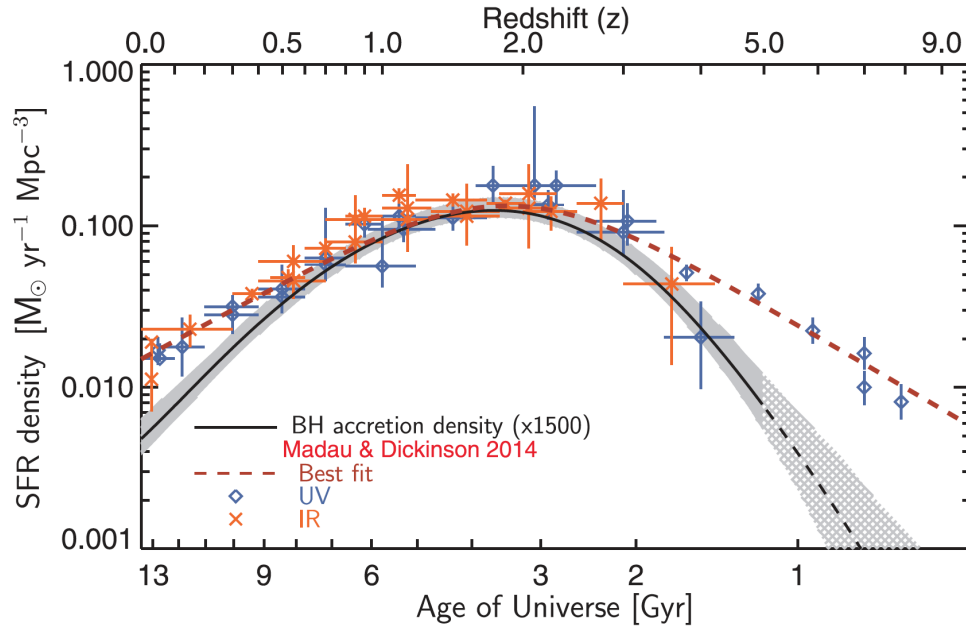 Redshift (z)
0.0 0.5 1.0 2.0 5.0 9.0
1.000
0.100
0.010
0.001
SFR density [M⊙ yr⁻¹ Mpc⁻³]
BH accretion density (x1500)
Madau & Dickinson 2014
Best fit
UV
IR
13 9 6 3 2 1
Age of Universe [Gyr]